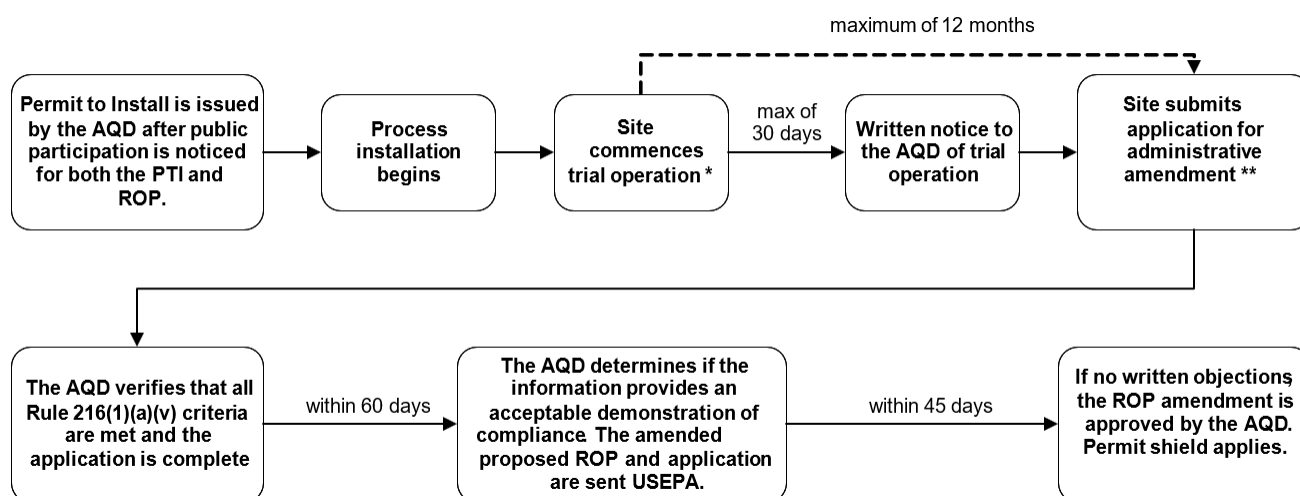 maximum of 12 months
Permit to Install is issued
by the AQD after public
participation is noticed
for both the PTI and
ROP.
Process
installation
begins
Site
commences
trial operation *
max of
30 days
Written notice to
the AQD of trial
operation
Site submits
application for
administrative
amendment **
The AQD verifies that all
Rule 216(1)(a)(v) criteria
are met and the
application is complete
within 60 days
The AQD determines if the
information provides an
acceptable demonstration of
compliance. The amended
proposed ROP and application
are sent USEPA.
within 45 days
If no written objections,
the ROP amendment is
approved by the AQD.
Permit shield applies.